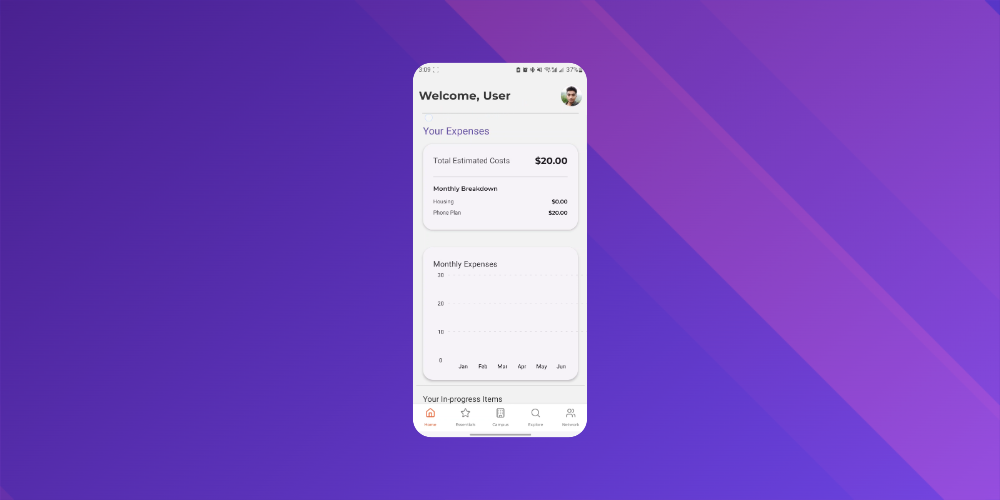 3:09 37%
Welcome, User
Your Expenses
Total Estimated Costs $20.00
Monthly Breakdown
Housing $0.00
Phone Plan $20.00
Monthly Expenses
30
20
10
0
Jan Feb Mar Apr May Jun
Your In-progress Items
Home Essentials Campus Explore Network